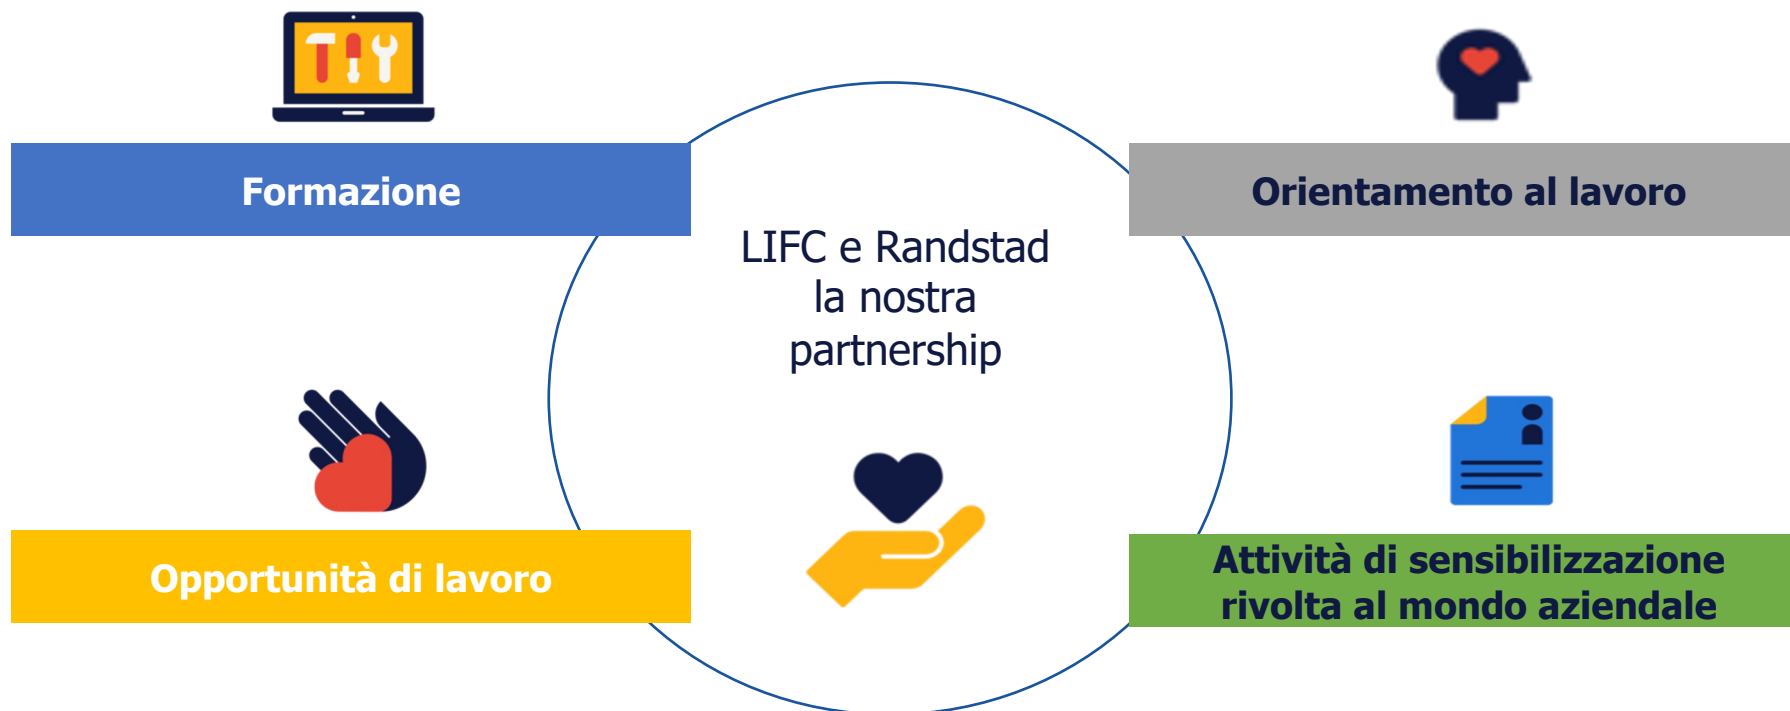 Formazione
Orientamento al lavoro
LIFC e Randstad
la nostra
partnership
Opportunità di lavoro
Attività di sensibilizzazione
rivolta al mondo aziendale